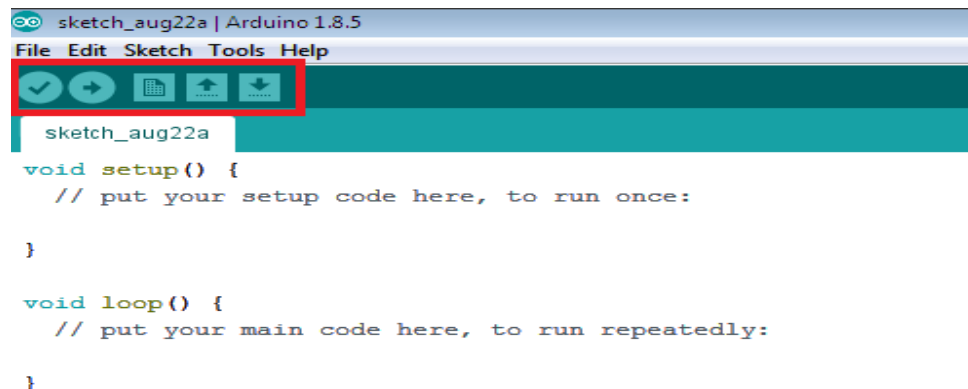 sketch_aug22a | Arduino 1.8.5
File Edit Sketch Tools Help
sketch_aug22a
void setup() {
  // put your setup code here, to run once:

}

void loop() {
  // put your main code here, to run repeatedly:

}